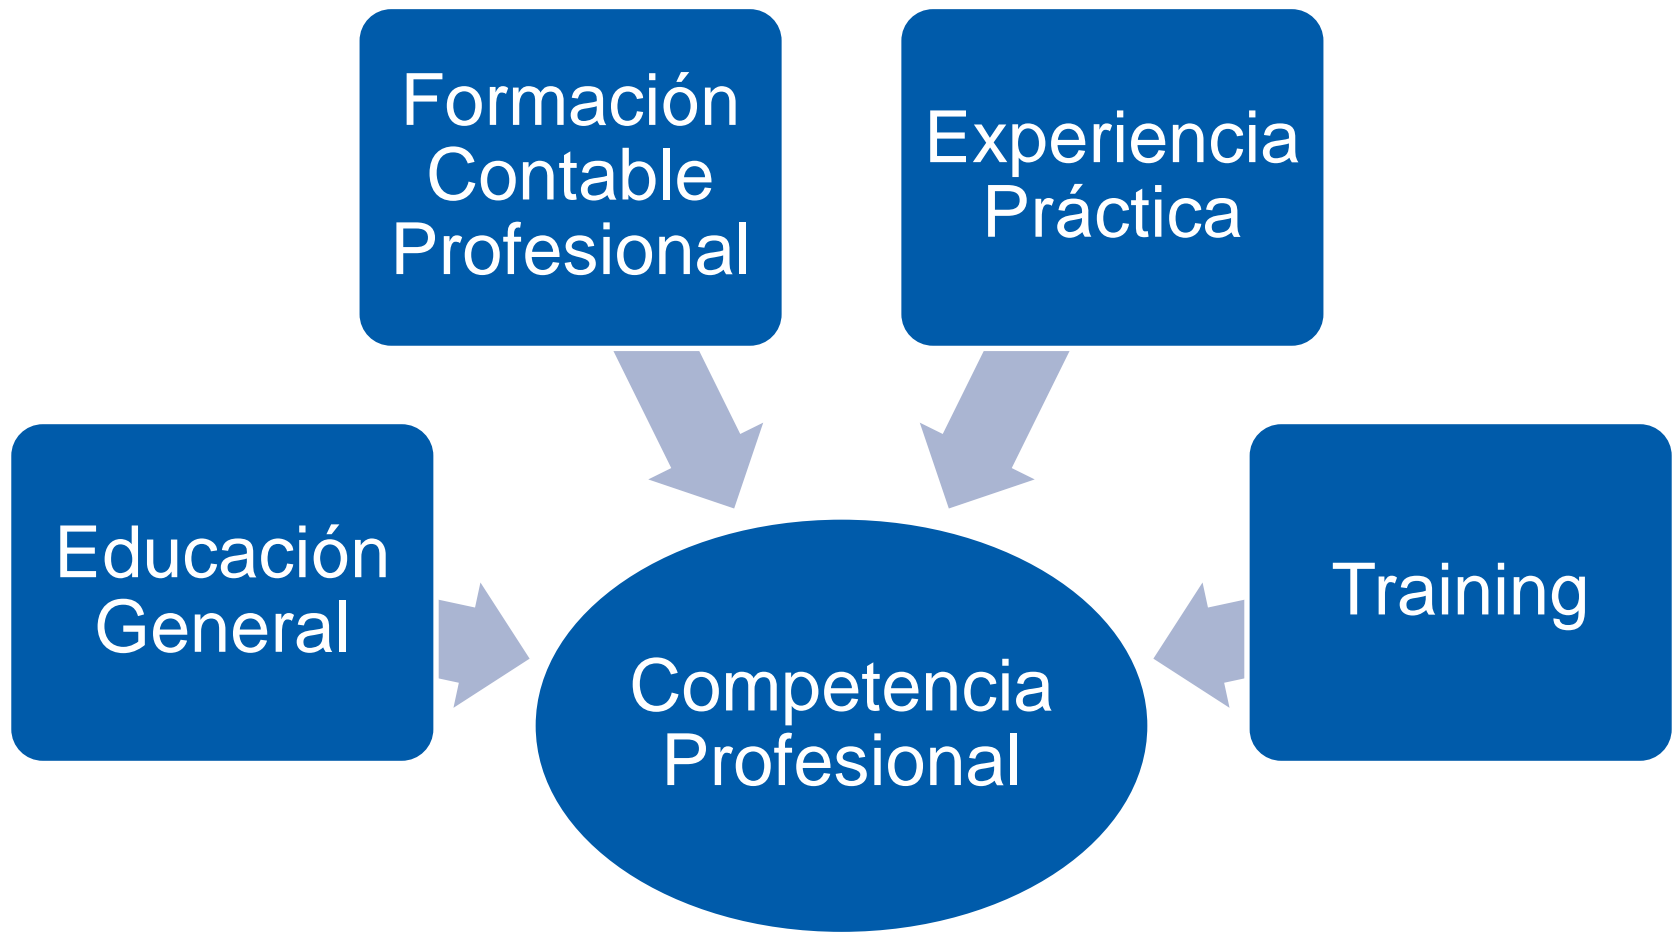 Formación
Contable
Profesional
Experiencia
Práctica
Educación
General
Training
Competencia
Profesional